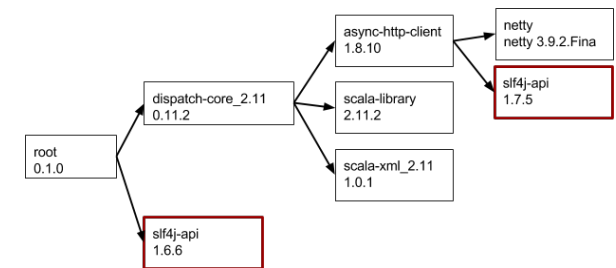 async-http-client
1.8.10
netty
netty 3.9.2.Fina
slf4j-api
1.7.5
dispatch-core_2.11
0.11.2
scala-library
2.11.2
root
0.1.0
scala-xml_2.11
1.0.1
slf4j-api
1.6.6